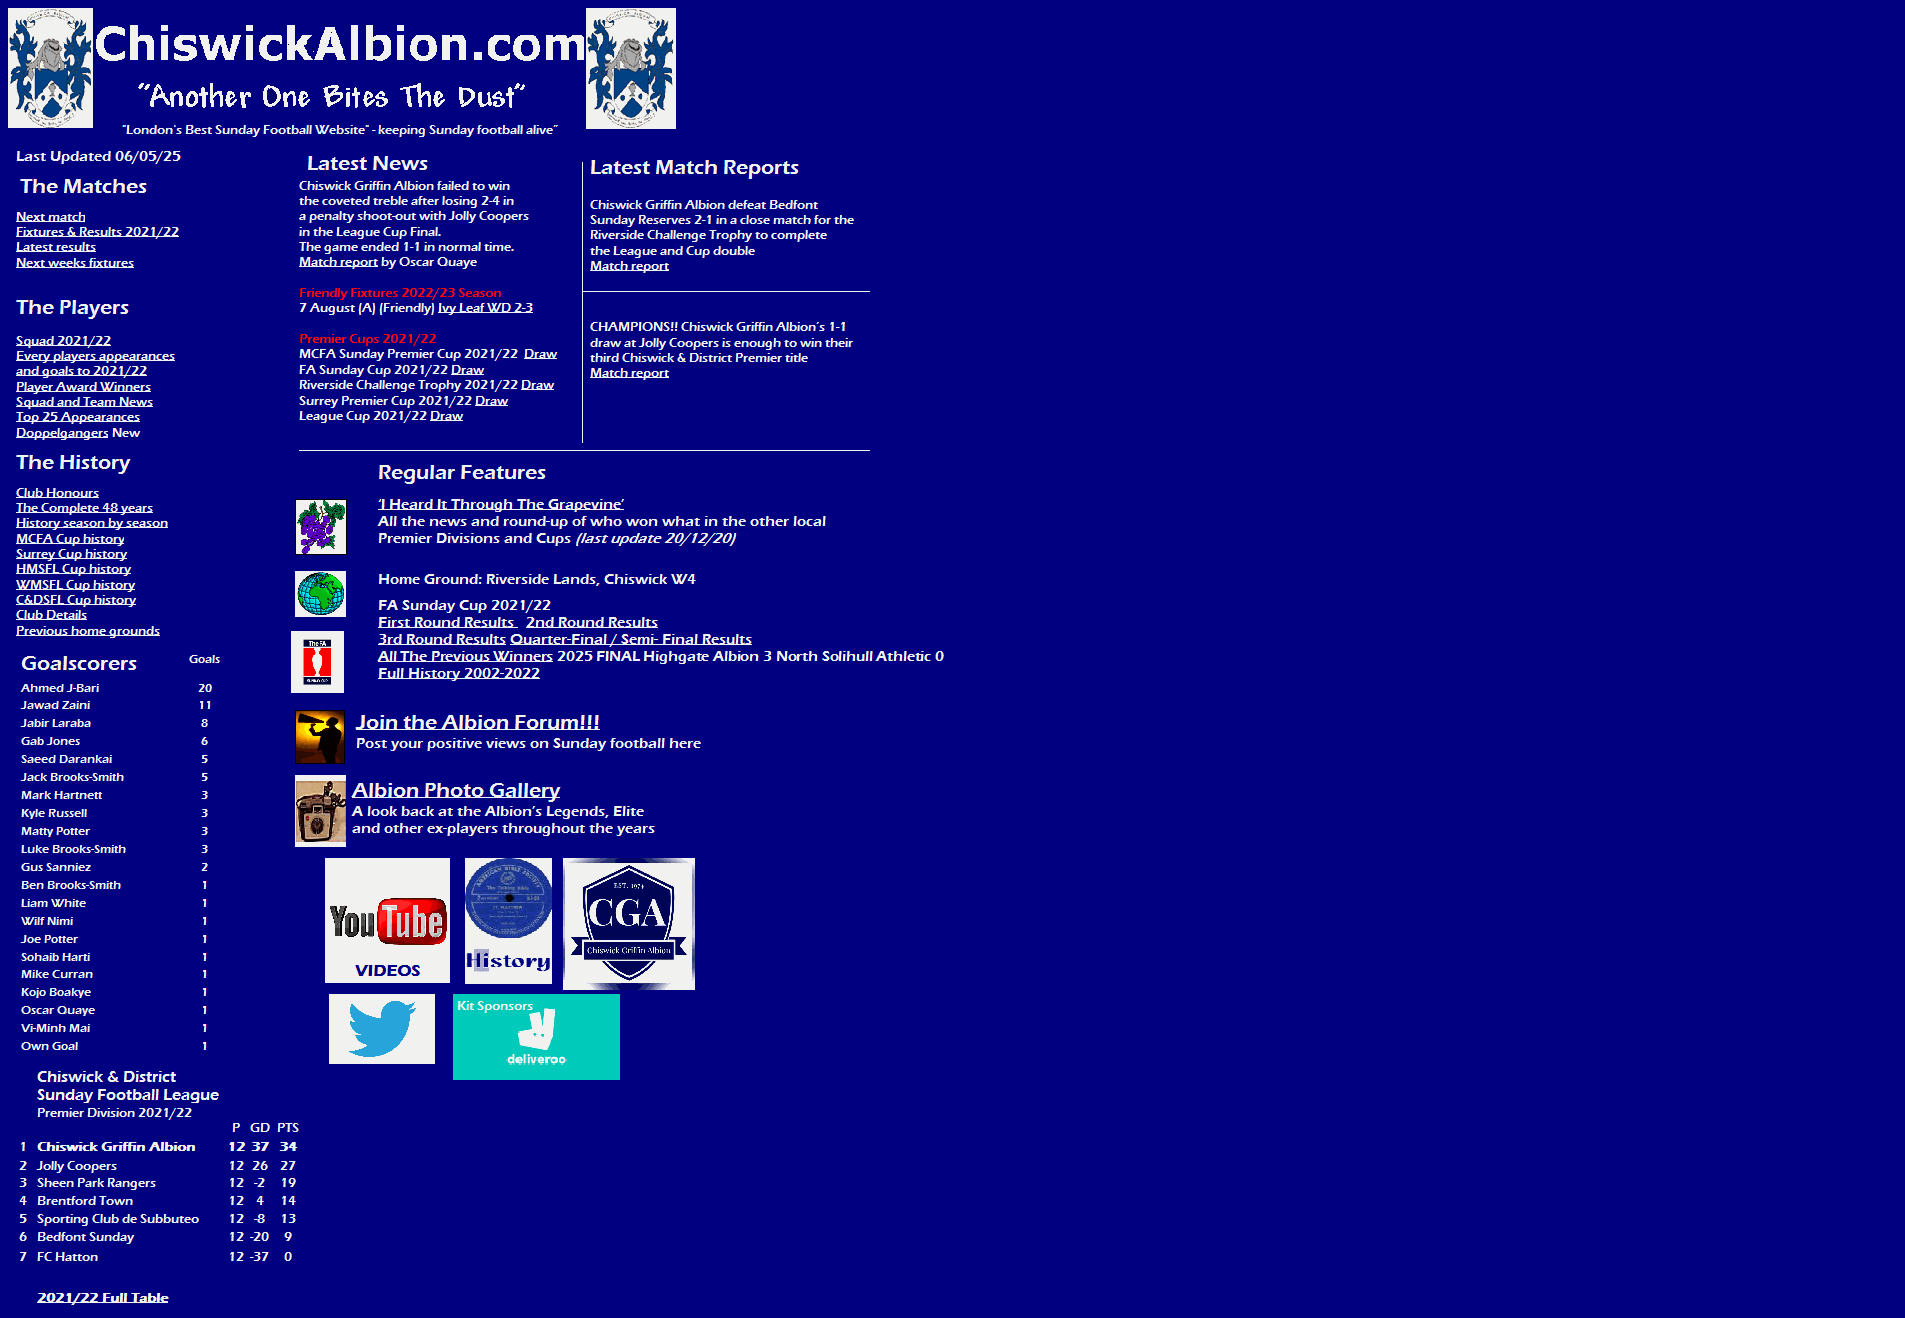 ChiswickAlbion.com
"Another One Bites The Dust"
"London's Best Sunday Football Website" - keeping Sunday football alive"
Last Updated 06/05/25
The Matches
Next match
Fixtures & Results 2021/22
Latest results
Next weeks fixtures
The Players
Squad 2021/22
Every players appearances
and goals to 2021/22
Player Award Winners
Squad and Team News
Top 25 Appearances
Doppelgangers New
The History
Club Honours
The Complete 48 years
History season by season
MCFA Cup history
Surrey Cup history
HMSFL Cup history
WMSFL Cup history
C&DSFL Cup history
Club Details
Previous home grounds
Goalscorers Goals
Ahmed J-Bari 20
Jawad Zaini 11
Jabir Laraba 8
Gab Jones 6
Saeed Darankai 5
Jack Brooks-Smith 5
Mark Hartnett 3
Kyle Russell 3
Matty Potter 3
Luke Brooks-Smith 3
Gus Sanniez 2
Ben Brooks-Smith 1
Liam White 1
Wilf Nimi 1
Joe Potter 1
Sohaib Harti 1
Mike Curran 1
Kojo Boakye 1
Oscar Quaye 1
Vi-Minh Mai 1
Own Goal 1
Chiswick & District
Sunday Football League
Premier Division 2021/22
P GD PTS
1 Chiswick Griffin Albion 12 37 34
2 Jolly Coopers 12 26 27
3 Sheen Park Rangers 12 -2 19
4 Brentford Town 12 4 14
5 Sporting Club de Subbuteo 12 -8 13
6 Bedfont Sunday 12 -20 9
7 FC Hatton 12 -37 0
2021/22 Full Table
Latest News
Chiswick Griffin Albion failed to win
the coveted treble after losing 2-4 in
a penalty shoot-out with Jolly Coopers
in the League Cup Final.
The game ended 1-1 in normal time.
Match report by Oscar Quaye
Friendly Fixtures 2022/23 Season
7 August (A) (Friendly) Ivy Leaf WD 2-3
Premier Cups 2021/22
MCFA Sunday Premier Cup 2021/22 Draw
FA Sunday Cup 2021/22 Draw
Riverside Challenge Trophy 2021/22 Draw
Surrey Premier Cup 2021/22 Draw
League Cup 2021/22 Draw
Latest Match Reports
Chiswick Griffin Albion defeat Bedfont
Sunday Reserves 2-1 in a close match for the
Riverside Challenge Trophy to complete
the League and Cup double
Match report
CHAMPIONS!! Chiswick Griffin Albion's 1-1
draw at Jolly Coopers is enough to win their
third Chiswick & District Premier title
Match report
Regular Features
'I Heard It Through The Grapevine'
All the news and round-up of who won what in the other local
Premier Divisions and Cups (last update 20/12/20)
Home Ground: Riverside Lands, Chiswick W4
FA Sunday Cup 2021/22
First Round Results 2nd Round Results
3rd Round Results Quarter-Final / Semi- Final Results
All The Previous Winners 2025 FINAL Highgate Albion 3 North Solihull Athletic 0
Full History 2002-2022
The FA
SUNDAY CUP
Join the Albion Forum!!!
Post your positive views on Sunday football here
Albion Photo Gallery
A look back at the Albion's Legends, Elite
and other ex-players throughout the years
YouTube
VIDEOS
AMERICAN BIBLE SOCIETY
The Talking Bible
History
EST. 1974
CGA
Chiswick Griffin Albion
Kit Sponsors
deliveroo